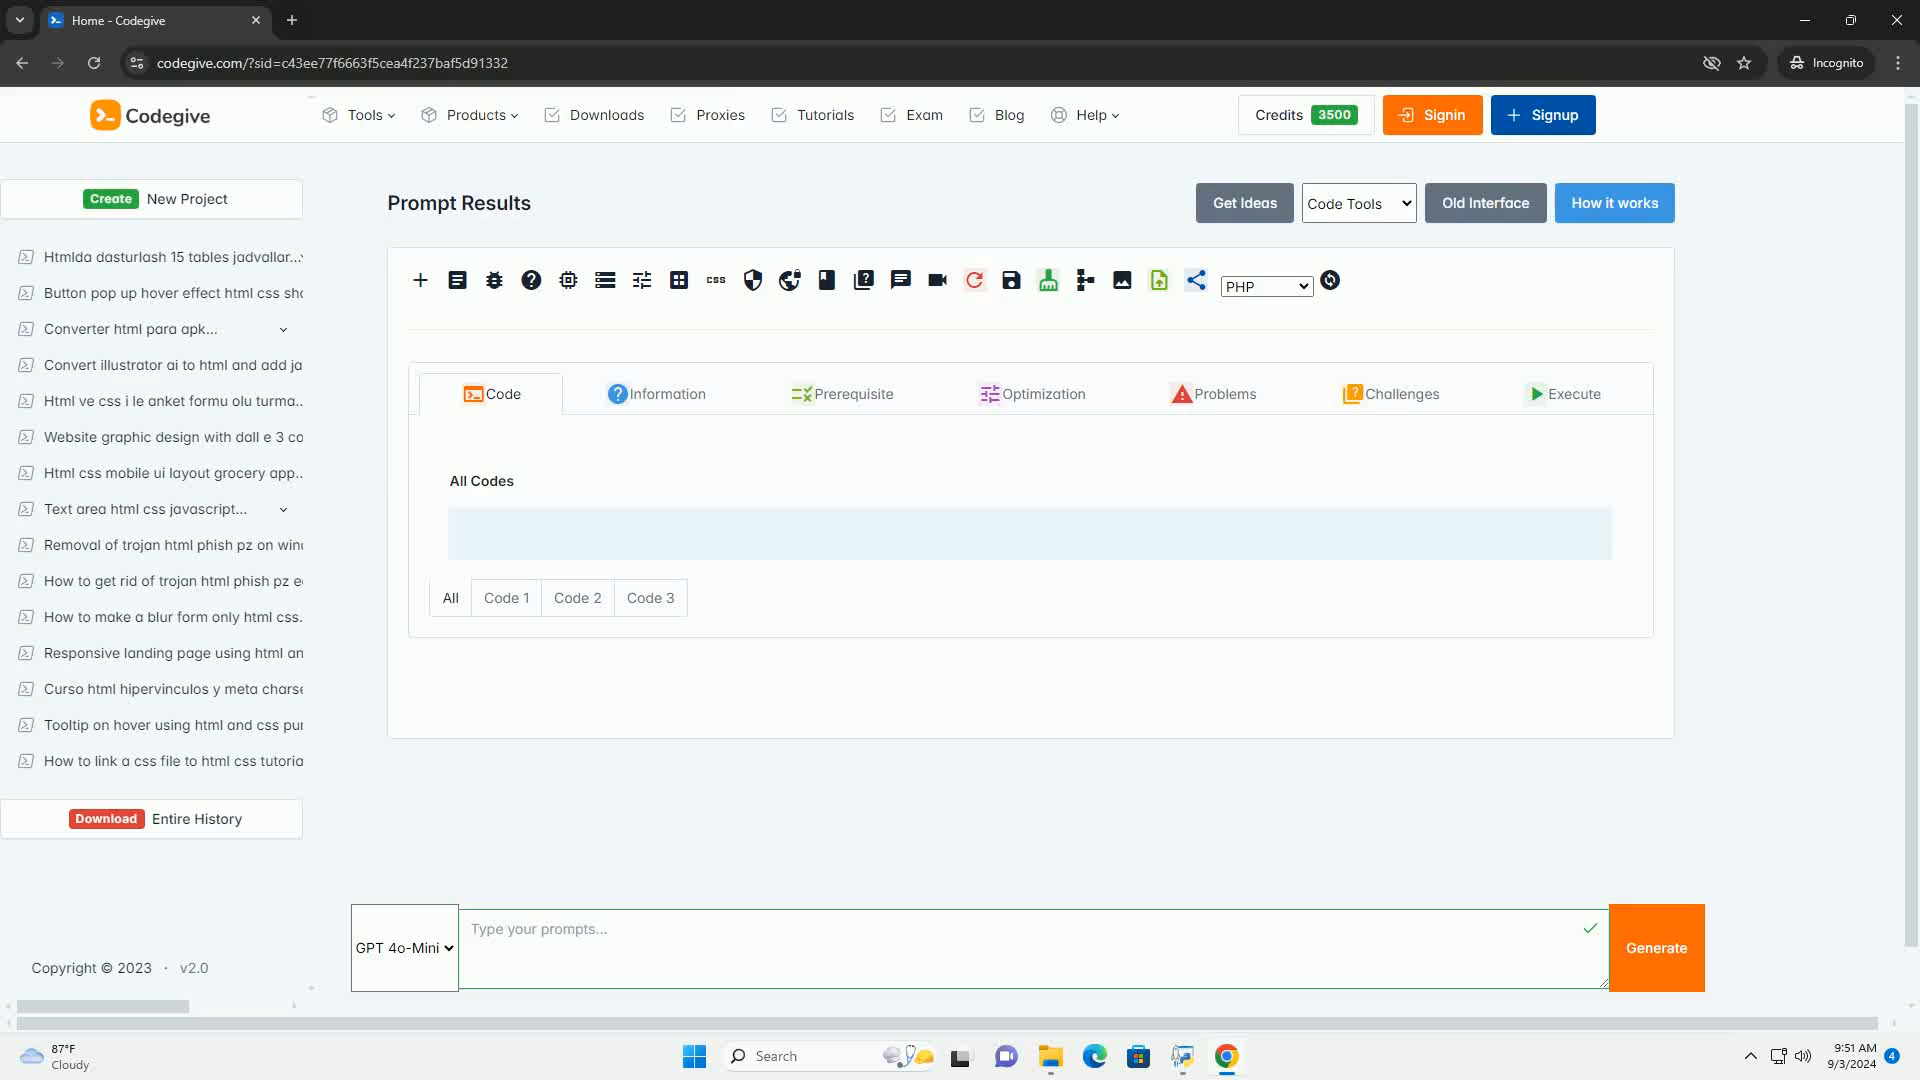 Home - Codegive
codegive.com/?sid=c43ee77f6663f5cea4f237baf5d91332
Incognito
Codegive
Tools
Products
Downloads
Proxies
Tutorials
Exam
Blog
Help
Credits 3500
Signin
Signup
Create New Project
Htmlda dasturlash 15 tables jadvallar...
Button pop up hover effect html css sho
Converter html para apk...
Convert illustrator ai to html and add ja
Html ve css i le anket formu olu turma...
Website graphic design with dall e 3 co
Html css mobile ui layout grocery app...
Text area html css javascript...
Removal of trojan html phish pz on wind
How to get rid of trojan html phish pz e
How to make a blur form only html css...
Responsive landing page using html an
Curso html hipervinculos y meta charse
Tooltip on hover using html and css pur
How to link a css file to html css tutoria
Download Entire History
Copyright © 2023 · v2.0
Prompt Results
Get Ideas
Code Tools
Old Interface
How it works
css
PHP
Code
Information
Prerequisite
Optimization
Problems
Challenges
Execute
All Codes
All
Code 1
Code 2
Code 3
GPT 4o-Mini
Type your prompts...
Generate
87°F
Cloudy
Search
9:51 AM
9/3/2024
4